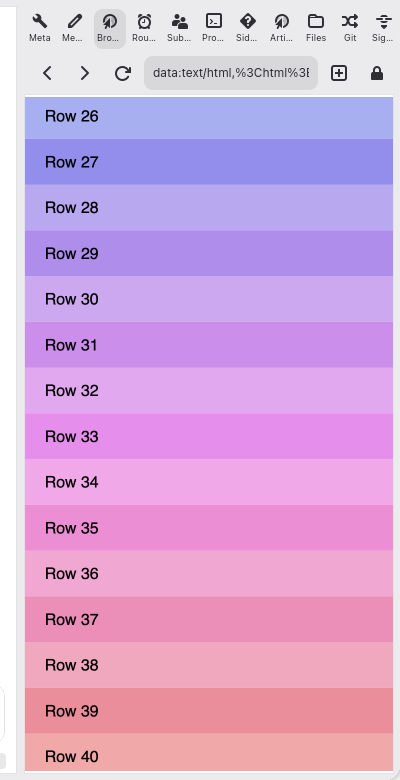 Meta Me... Bro... Rou... Sub... Pro... Sid... Arti... Files Git Sig...
data:text/html,%3Chtml%3E
Row 26
Row 27
Row 28
Row 29
Row 30
Row 31
Row 32
Row 33
Row 34
Row 35
Row 36
Row 37
Row 38
Row 39
Row 40